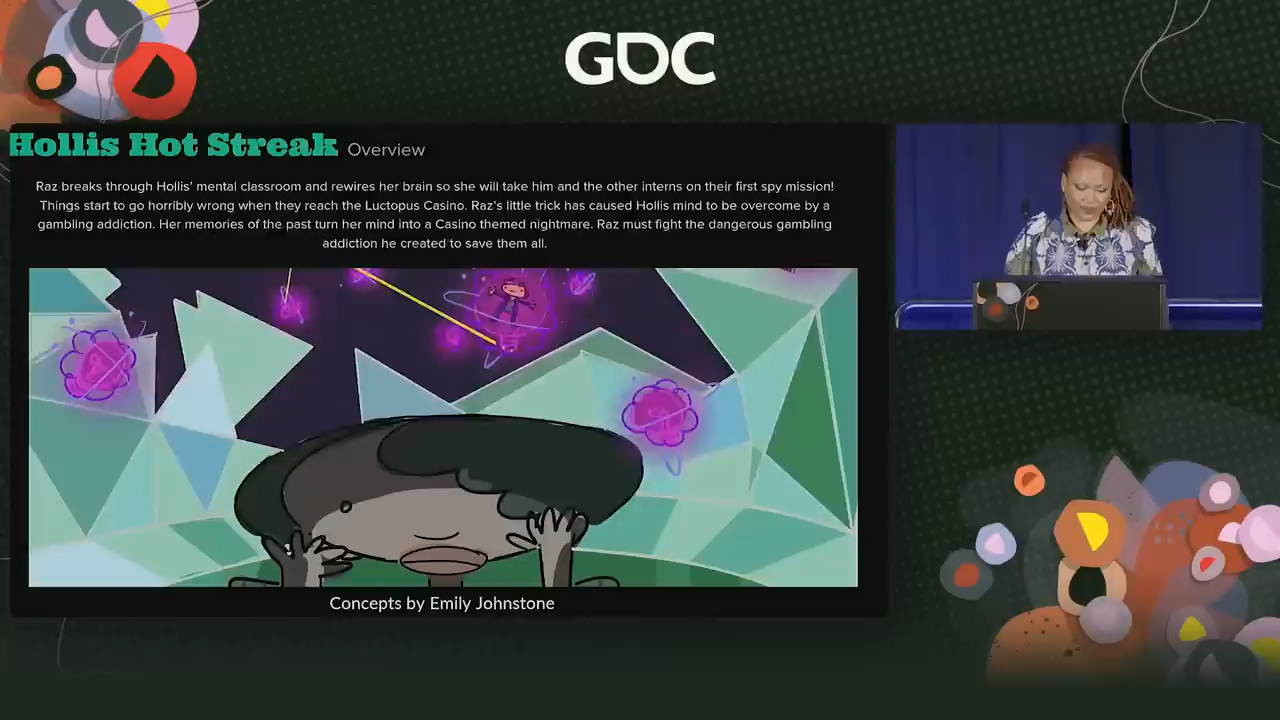 GDC
Hollis Hot Streak Overview
Raz breaks through Hollis’ mental classroom and rewires her brain so she will take him and the other interns on their first spy mission!
Things start to go horribly wrong when they reach the Luctopus Casino. Raz’s little trick has caused Hollis mind to be overcome by a
gambling addiction. Her memories of the past turn her mind into a Casino themed nightmare. Raz must fight the dangerous gambling
addiction he created to save them all.
Concepts by Emily Johnstone